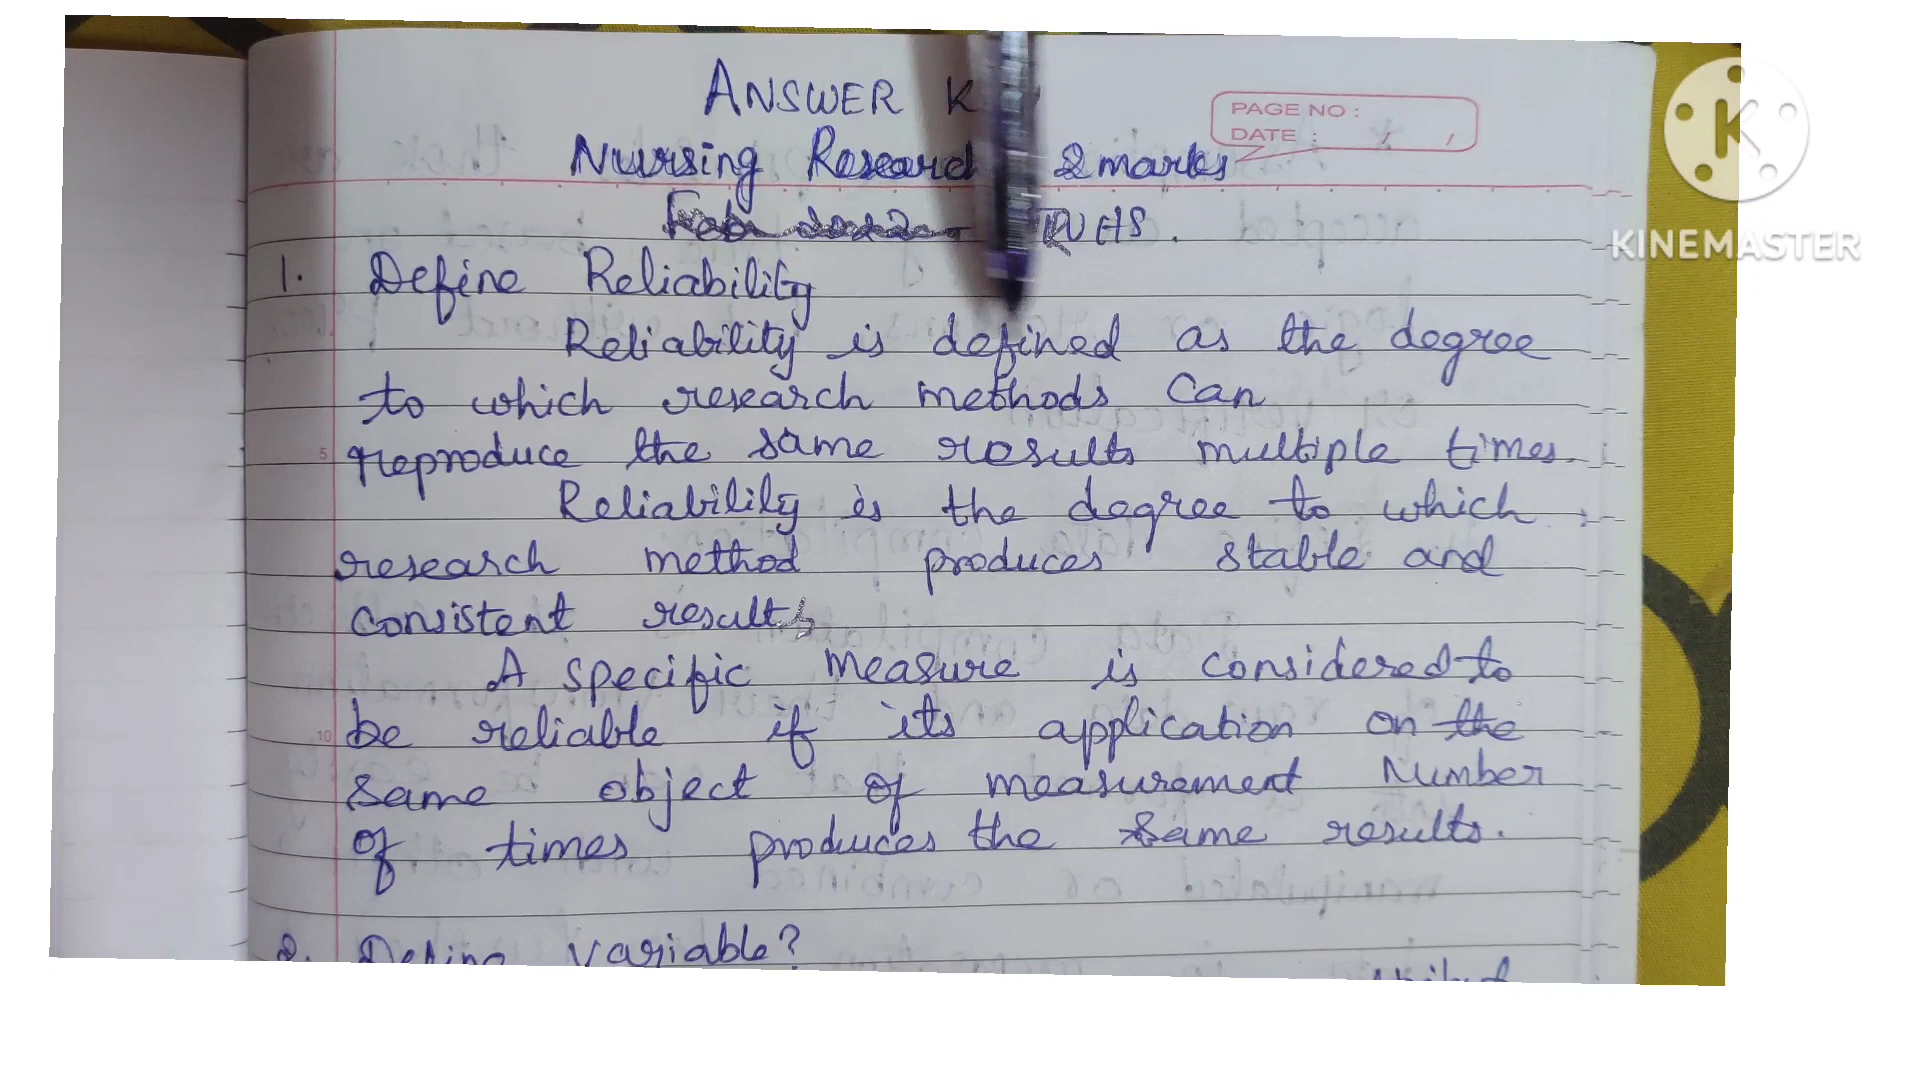 ANSWER K
PAGE NO :
DATE : / /
Nursing Research 2 marks
KINEMASTER
1. Define Reliability
Reliability is defined as the degree
to which research methods can
reproduce the same results multiple times.
Reliability is the degree to which
research method produces stable and
consistent results
A specific measure is considered to
be reliable if its application on the
same object of measurement Number
of times produces the same results.
2. Define Variable?
5
10